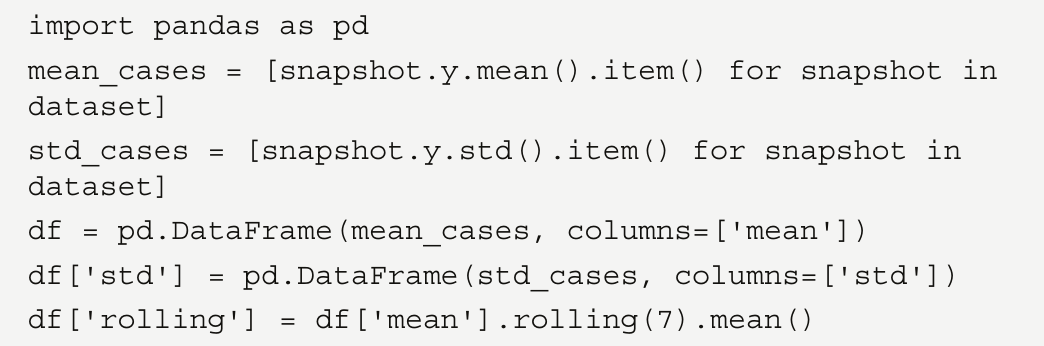 import pandas as pd
mean_cases = [snapshot.y.mean().item() for snapshot in
dataset]
std_cases = [snapshot.y.std().item() for snapshot in
dataset]
df = pd.DataFrame(mean_cases, columns=['mean'])
df['std'] = pd.DataFrame(std_cases, columns=['std'])
df['rolling'] = df['mean'].rolling(7).mean()